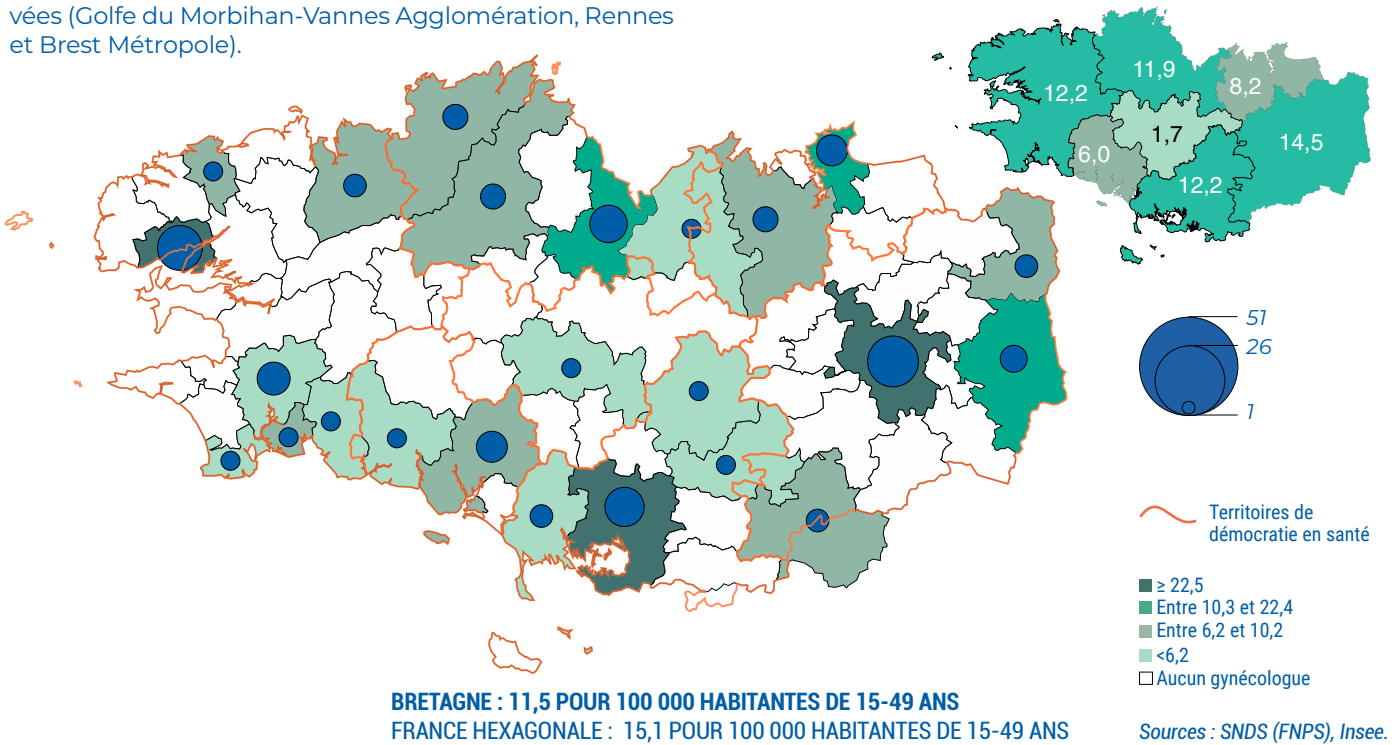 vées (Golfe du Morbihan-Vannes Agglomération, Rennes
et Brest Métropole).
11,9
8,2
12,2
1,7
14,5
6,0
12,2
51
26
1
Territoires de
démocratie en santé
≥ 22,5
Entre 10,3 et 22,4
Entre 6,2 et 10,2
<6,2
Aucun gynécologue
BRETAGNE : 11,5 POUR 100 000 HABITANTES DE 15-49 ANS
FRANCE HEXAGONALE : 15,1 POUR 100 000 HABITANTES DE 15-49 ANS
Sources : SNDS (FNPS), Insee.